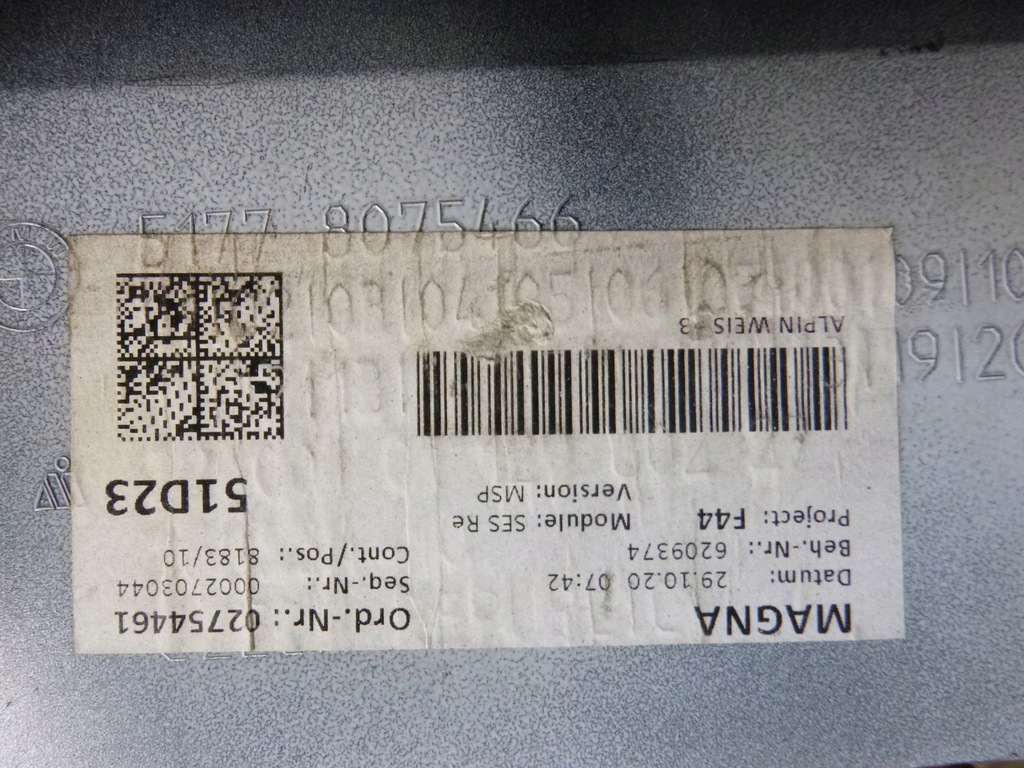 5177 8075466
MAGNA
Ord.-Nr.: 02754461
Datum: 29.10.20 07:42
Seq.-Nr.: 0002703044
Beh.-Nr.: 6209374
Cont./Pos.: 8183/10
Project: F44
Module: SES Re
Version: MSP
51D23
ALPIN WEIS 3